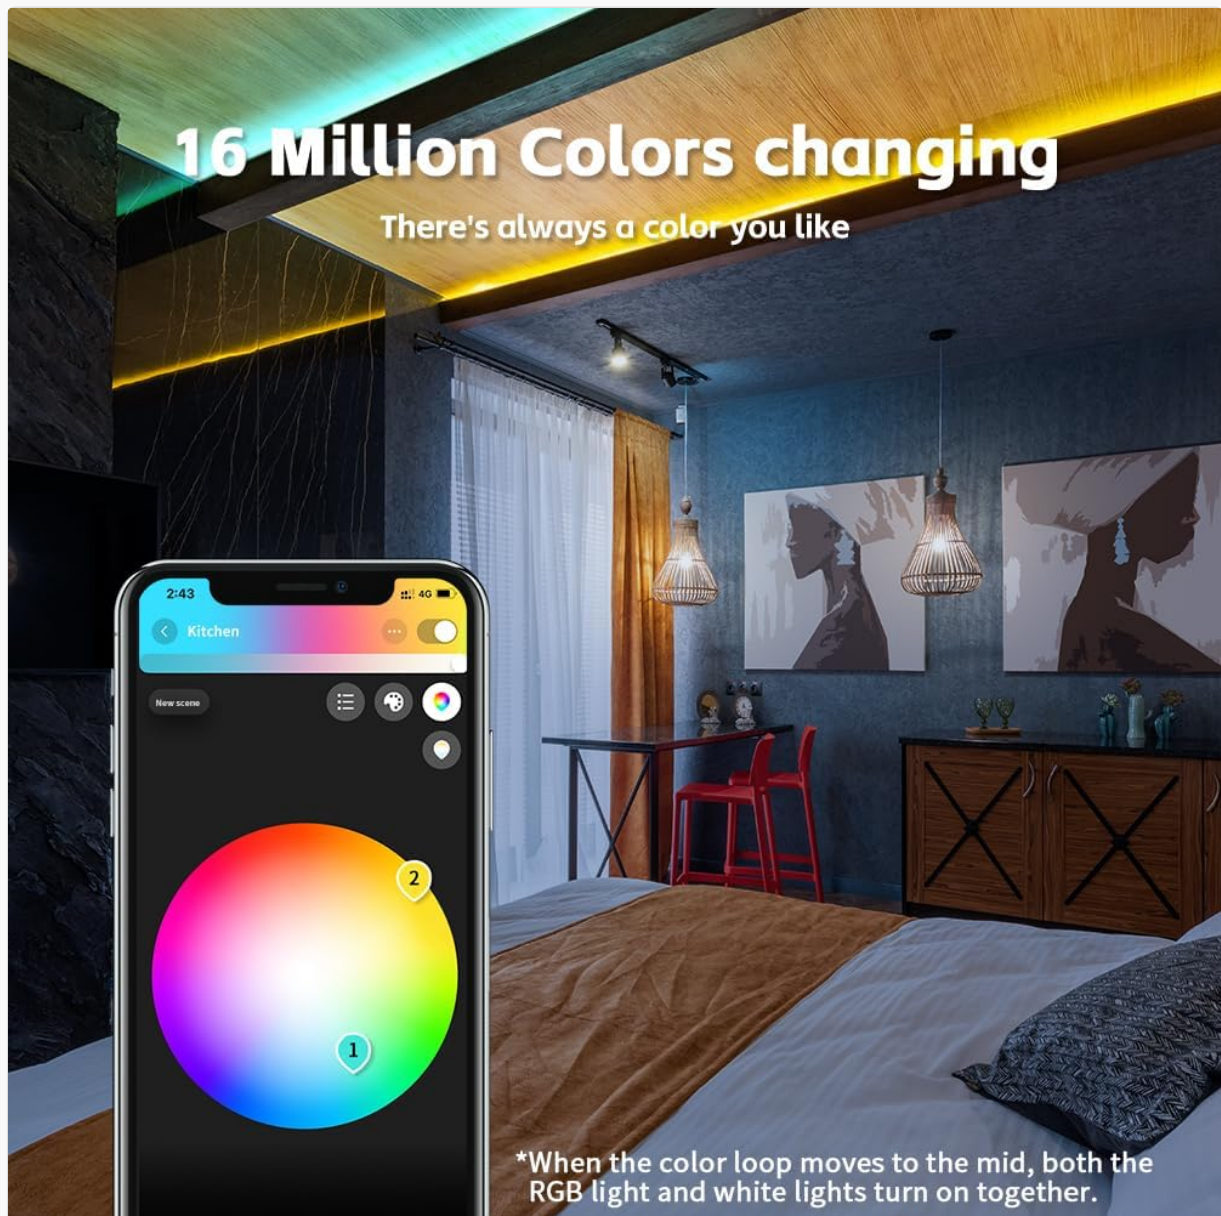 16 Million Colors changing
There's always a color you like
2:43
4G
Kitchen
New scene
2
1
*When the color loop moves to the mid, both the
RGB light and white lights turn on together.